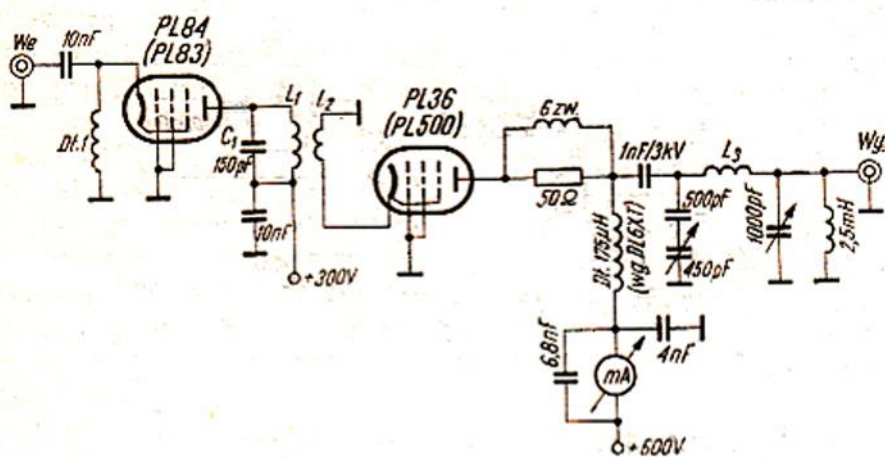 We
10nF
PL84
(PL83)
Dł.1
C1
150pF
L1
L2
10nF
+300V
PL36
(PL500)
6 zw.
50Ω
1nF/3kV
L3
Wy
500pF
450pF
1000pF
2,5mH
Dł. 175μH
(wg. DL6XT)
6,8nF
4nF
mA
+600V